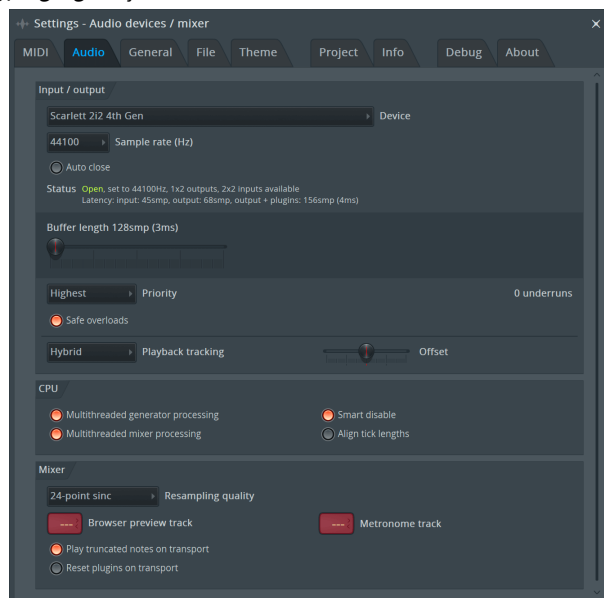 Settings - Audio devices / mixer
MIDI Audio General File Theme Project Info Debug About
Input / output
Scarlett 2i2 4th Gen Device
44100 Sample rate (Hz)
Auto close
Status Open, set to 44100Hz, 1x2 outputs, 2x2 inputs available
Latency: input: 45smp, output: 68smp, output + plugins: 156smp (4ms)
Buffer length 128smp (3ms)
Highest Priority 0 underruns
Safe overloads
Hybrid Playback tracking Offset
CPU
Multithreaded generator processing Smart disable
Multithreaded mixer processing Align tick lengths
Mixer
24-point sinc Resampling quality
--- Browser preview track --- Metronome track
Play truncated notes on transport
Reset plugins on transport